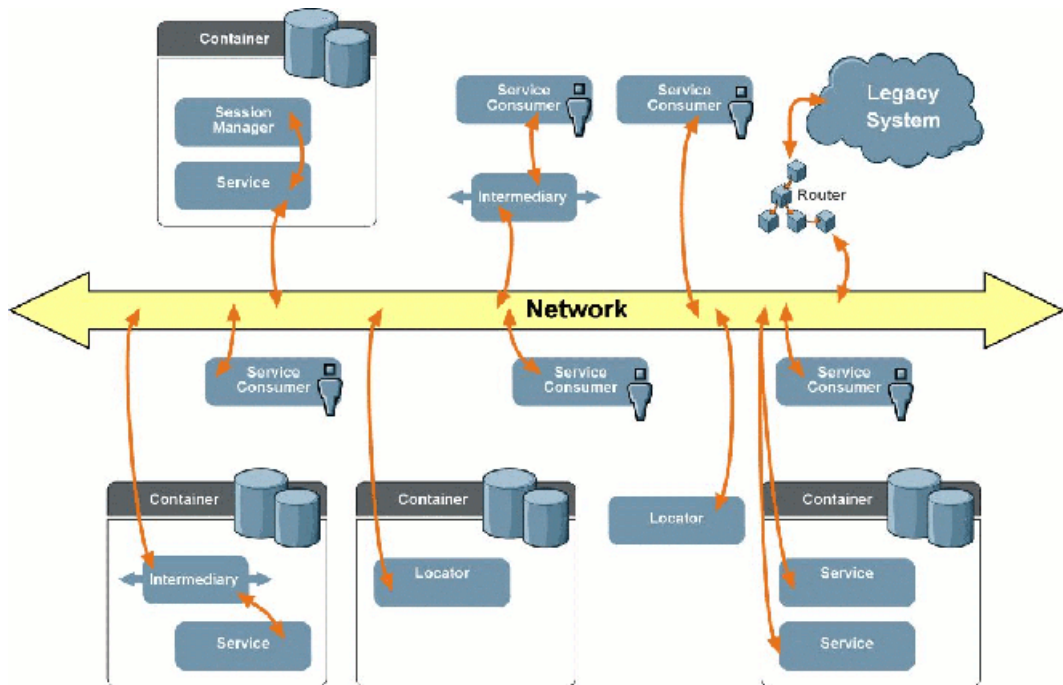 Container
Session
Manager
Service
Service
Consumer
Intermediary
Service
Consumer
Legacy
System
Router
Network
Service
Consumer
Service
Consumer
Service
Consumer
Container
Intermediary
Service
Container
Locator
Locator
Container
Service
Service